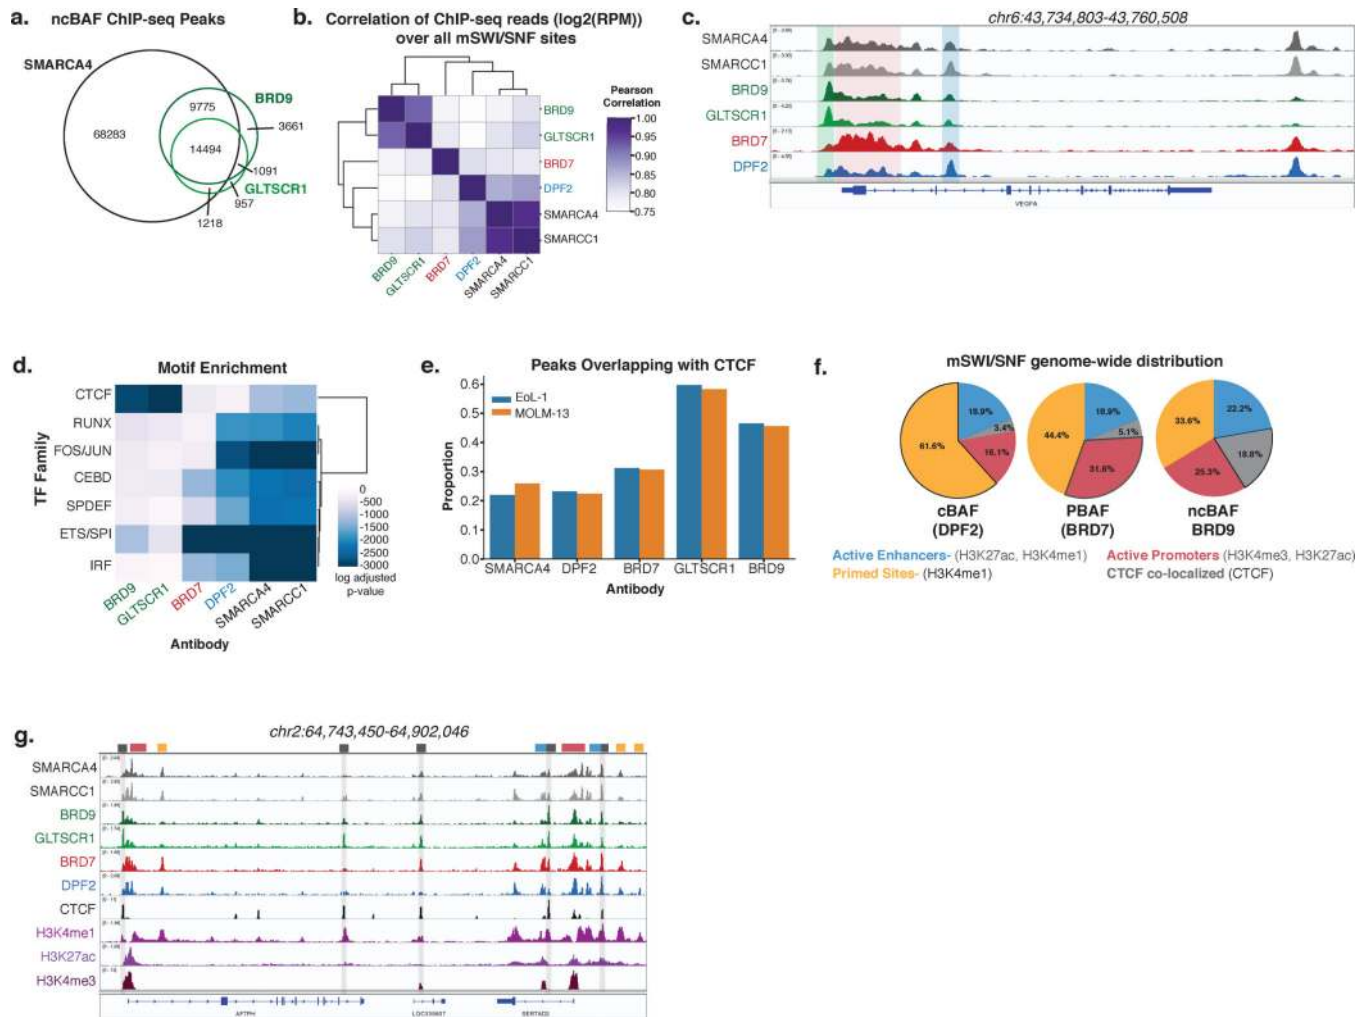 a.
ncBAF ChIP-seq Peaks
SMARCA4
BRD9
GLTSCR1
68283
9775
3661
14494
1091
957
1218
b.
Correlation of ChIP-seq reads (log2(RPM))
over all mSWI/SNF sites
BRD9
GLTSCR1
BRD7
DPF2
SMARCA4
SMARCC1
BRD9
GLTSCR1
BRD7
DPF2
SMARCA4
SMARCC1
Pearson
Correlation
1.00
0.95
0.90
0.85
0.80
0.75
c.
chr6:43,734,803-43,760,508
SMARCA4
SMARCC1
BRD9
GLTSCR1
BRD7
DPF2
VEGFA
d.
Motif Enrichment
TF Family
CTCF
RUNX
FOS/JUN
CEBD
SPDEF
ETS/SPI
IRF
BRD9
GLTSCR1
BRD7
DPF2
SMARCA4
SMARCC1
Antibody
0
-500
-1000
-1500
-2000
-2500
-3000
log adjusted
p-value
e.
Peaks Overlapping with CTCF
EoL-1
MOLM-13
Proportion
0.6
0.5
0.4
0.3
0.2
0.1
0.0
SMARCA4
DPF2
BRD7
GLTSCR1
BRD9
Antibody
f.
mSWI/SNF genome-wide distribution
18.9%
3.4%
16.1%
61.6%
cBAF
(DPF2)
18.9%
5.1%
31.6%
44.4%
PBAF
(BRD7)
22.2%
18.8%
25.3%
33.6%
ncBAF
BRD9
Active Enhancers- (H3K27ac, H3K4me1)
Active Promoters (H3K4me3, H3K27ac)
Primed Sites- (H3K4me1)
CTCF co-localized (CTCF)
g.
chr2:64,743,450-64,902,046
SMARCA4
SMARCC1
BRD9
GLTSCR1
BRD7
DPF2
CTCF
H3K4me1
H3K27ac
H3K4me3
AFTPH
SERTAD2